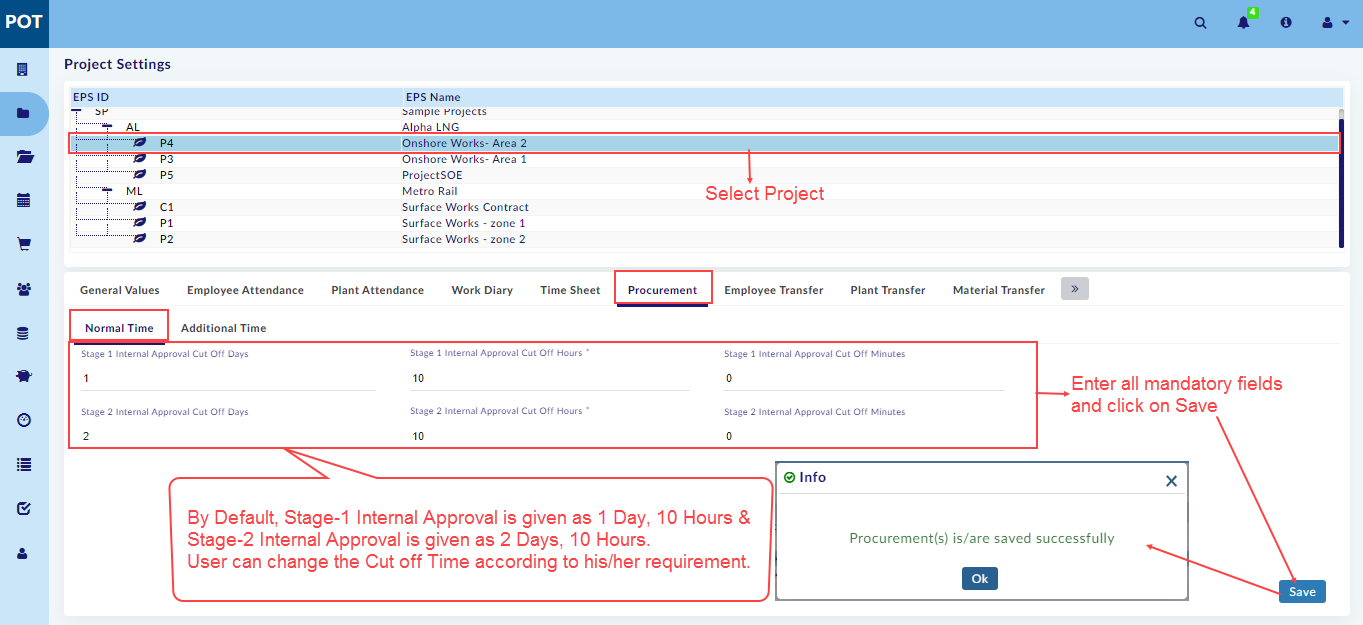 POT
4
Project Settings
EPS ID EPS Name
SP Sample Projects
AL Alpha LNG
P4 Onshore Works- Area 2
P3 Onshore Works- Area 1
P5 ProjectSOE
ML Metro Rail
Select Project
C1 Surface Works Contract
P1 Surface Works - zone 1
P2 Surface Works - zone 2
General Values Employee Attendance Plant Attendance Work Diary Time Sheet Procurement Employee Transfer Plant Transfer Material Transfer »
Normal Time Additional Time
Stage 1 Internal Approval Cut Off Days Stage 1 Internal Approval Cut Off Hours * Stage 1 Internal Approval Cut Off Minutes
1 10 0
Stage 2 Internal Approval Cut Off Days Stage 2 Internal Approval Cut Off Hours * Stage 2 Internal Approval Cut Off Minutes
2 10 0
Enter all mandatory fields
and click on Save
By Default, Stage-1 Internal Approval is given as 1 Day, 10 Hours &
Stage-2 Internal Approval is given as 2 Days, 10 Hours.
User can change the Cut off Time according to his/her requirement.
Info
Procurement(s) is/are saved successfully
Ok
Save